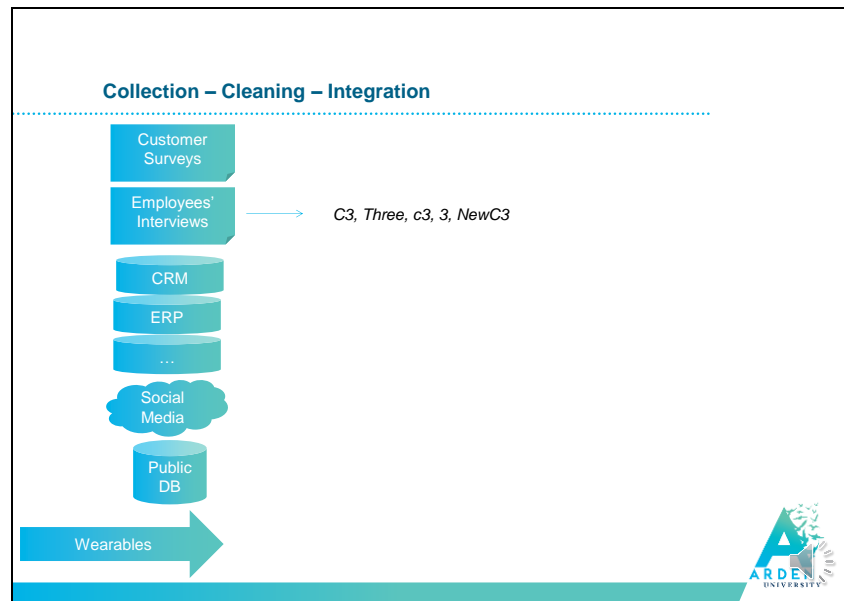 Collection – Cleaning – Integration
Customer
Surveys
Employees'
Interviews
C3, Three, c3, 3, NewC3
CRM
ERP
…
Social
Media
Public
DB
Wearables
UNIVERSITY